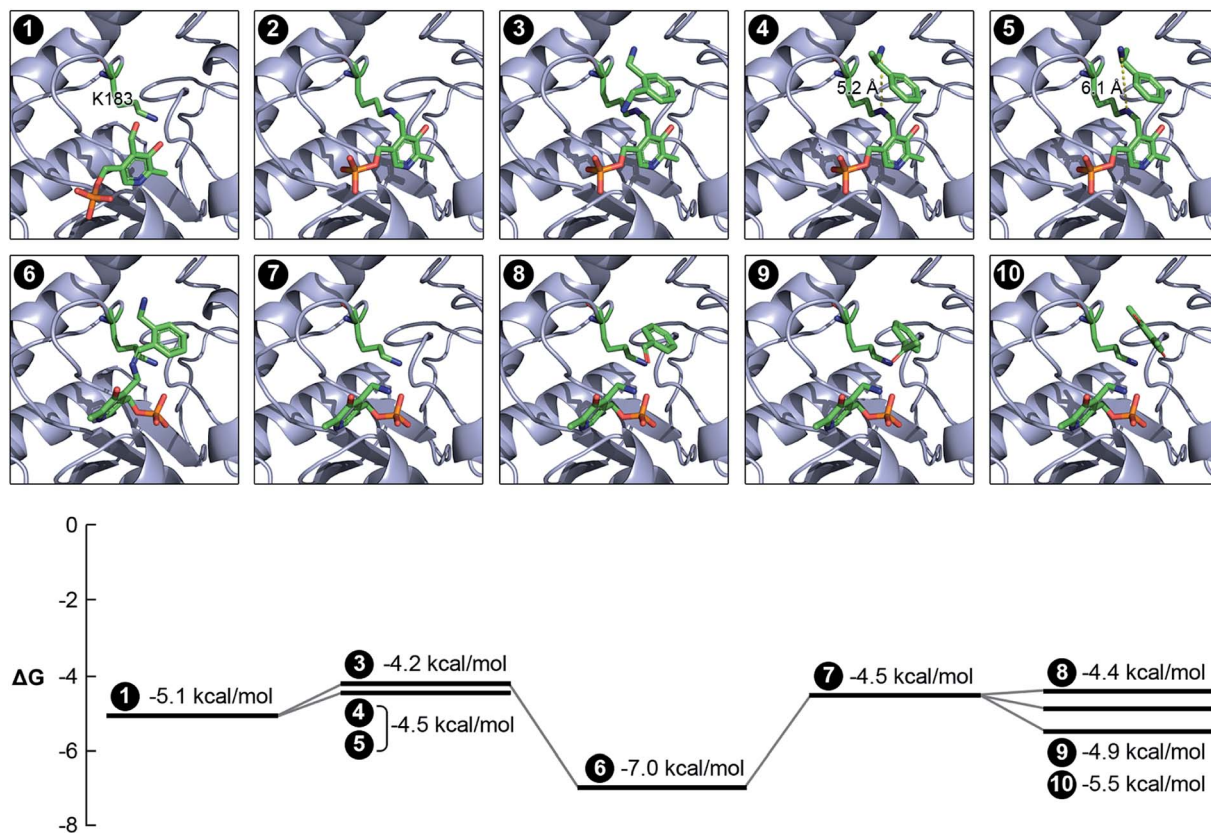 1 2 3 4 5
K183
5.2 Å
6.1 Å
6 7 8 9 10
0
-2
-4
-6
-8
ΔG
1 -5.1 kcal/mol
3 -4.2 kcal/mol
4
5
-4.5 kcal/mol
6 -7.0 kcal/mol
7 -4.5 kcal/mol
8 -4.4 kcal/mol
9 -4.9 kcal/mol
10 -5.5 kcal/mol